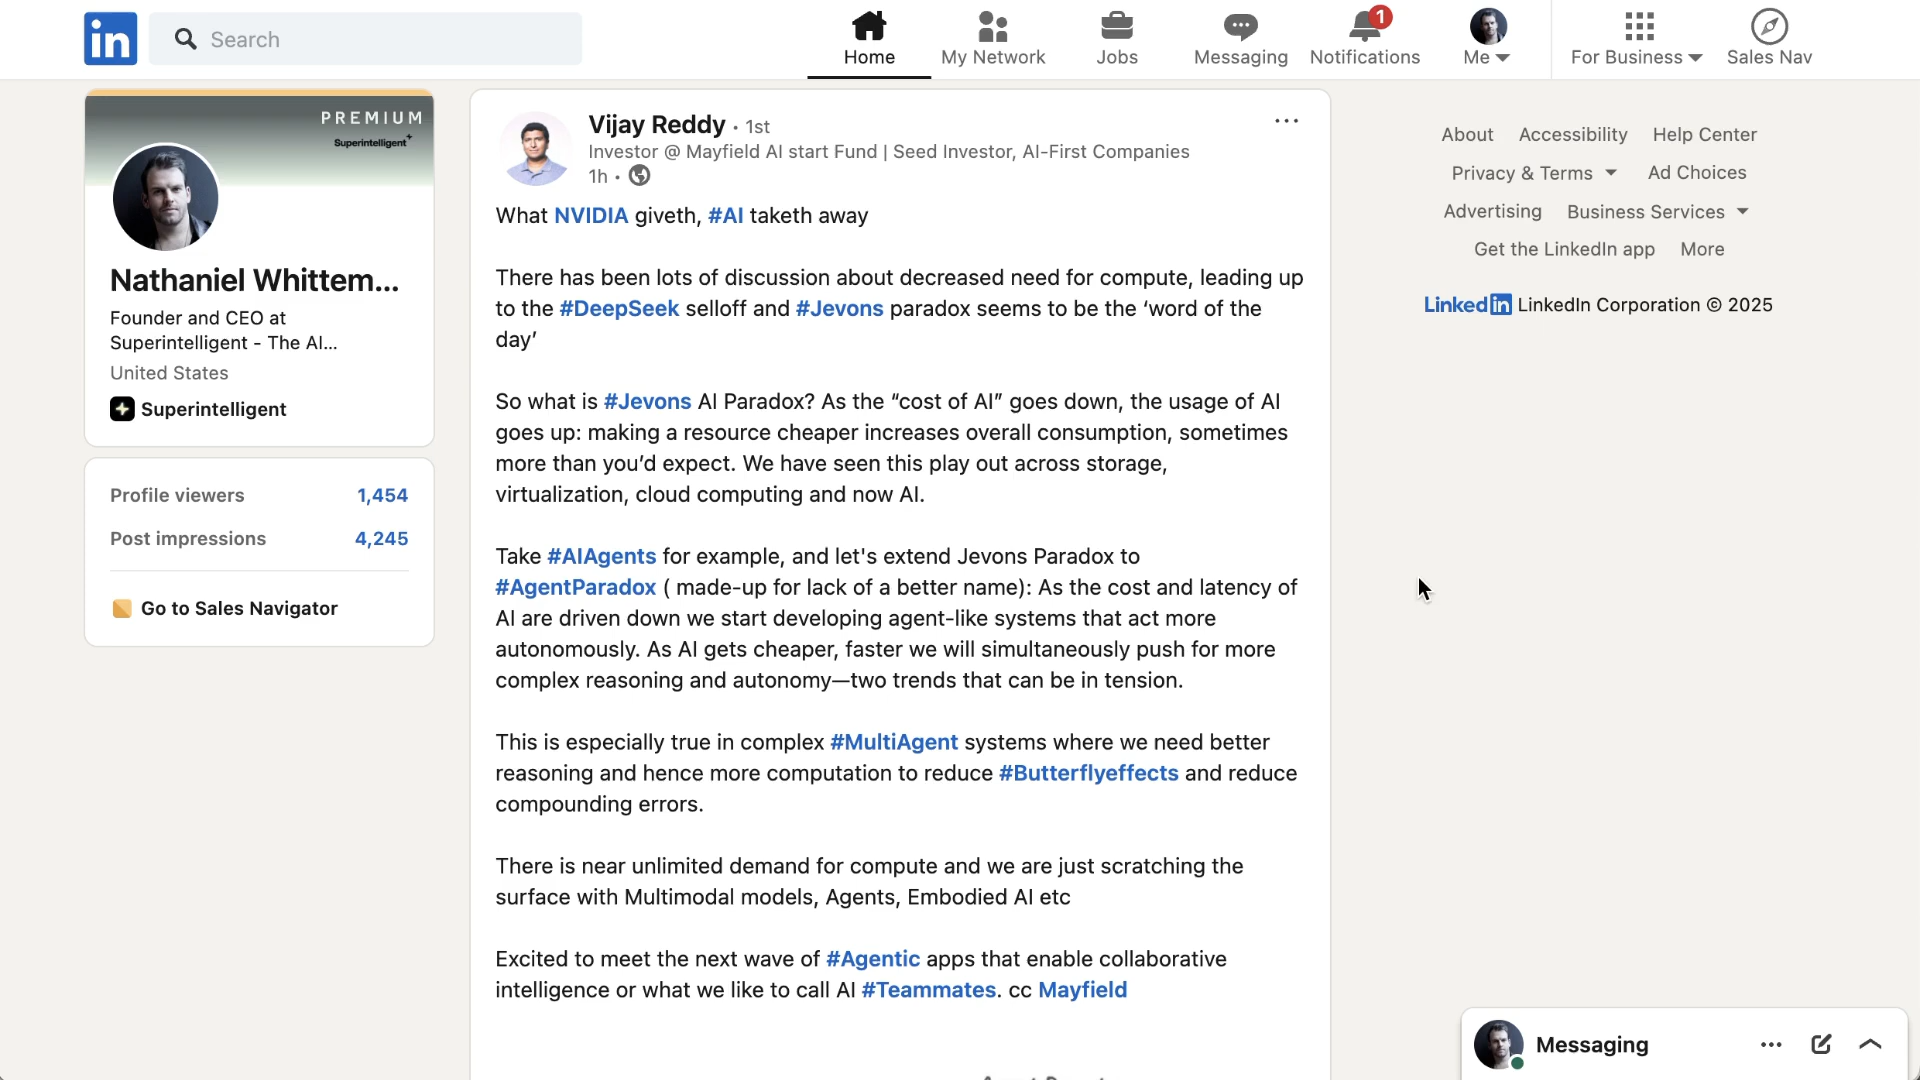 in
Search
Home
My Network
Jobs
Messaging
1
Notifications
Me
For Business
Sales Nav
PREMIUM
Superintelligent+
Nathaniel Whittem...
Founder and CEO at
Superintelligent - The AI...
United States
Superintelligent
Profile viewers 1,454
Post impressions 4,245
Go to Sales Navigator
Vijay Reddy · 1st
Investor @ Mayfield AI start Fund | Seed Investor, AI-First Companies
1h ·
What NVIDIA giveth, #AI taketh away
There has been lots of discussion about decreased need for compute, leading up
to the #DeepSeek selloff and #Jevons paradox seems to be the ‘word of the
day’
So what is #Jevons AI Paradox? As the “cost of AI” goes down, the usage of AI
goes up: making a resource cheaper increases overall consumption, sometimes
more than you’d expect. We have seen this play out across storage,
virtualization, cloud computing and now AI.
Take #AIAgents for example, and let's extend Jevons Paradox to
#AgentParadox ( made-up for lack of a better name): As the cost and latency of
AI are driven down we start developing agent-like systems that act more
autonomously. As AI gets cheaper, faster we will simultaneously push for more
complex reasoning and autonomy—two trends that can be in tension.
This is especially true in complex #MultiAgent systems where we need better
reasoning and hence more computation to reduce #Butterflyeffects and reduce
compounding errors.
There is near unlimited demand for compute and we are just scratching the
surface with Multimodal models, Agents, Embodied AI etc
Excited to meet the next wave of #Agentic apps that enable collaborative
intelligence or what we like to call AI #Teammates. cc Mayfield
About Accessibility Help Center
Privacy & Terms Ad Choices
Advertising Business Services
Get the LinkedIn app More
LinkedIn LinkedIn Corporation © 2025
Messaging